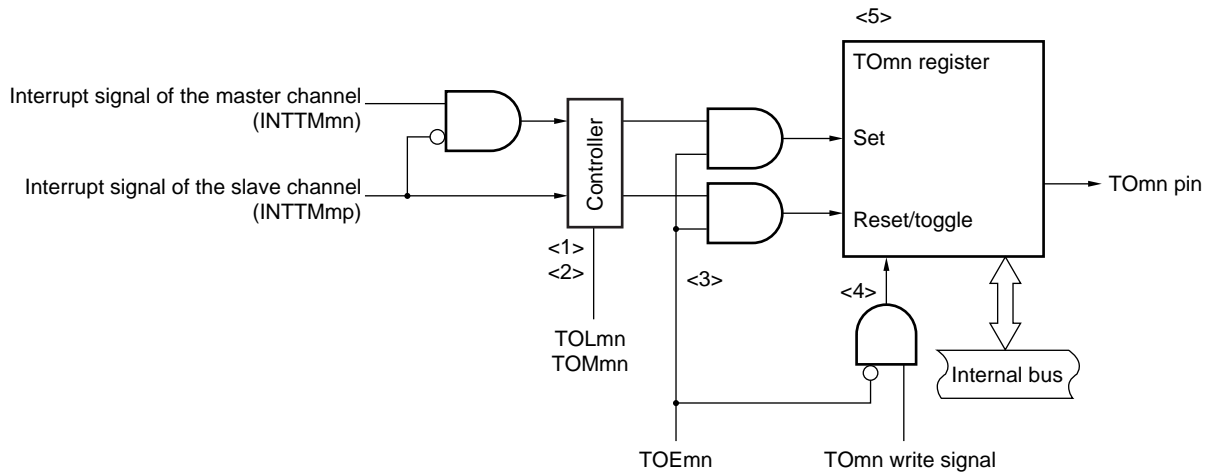 <5>
TOmn register
Interrupt signal of the master channel
(INTTMmn)
Controller
Set
Interrupt signal of the slave channel
(INTTMmp)
TOmn pin
Reset/toggle
<1>
<2>
<3>
<4>
TOLmn
TOMmn
Internal bus
TOEmn
TOmn write signal